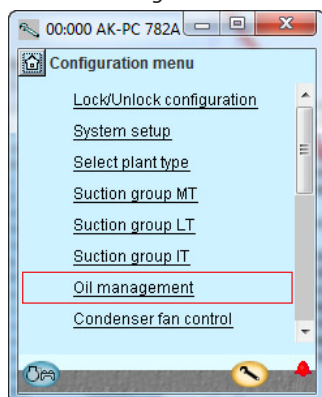 00:000 AK-PC 782A
Configuration menu
Lock/Unlock configuration
System setup
Select plant type
Suction group MT
Suction group LT
Suction group IT
Oil management
Condenser fan control